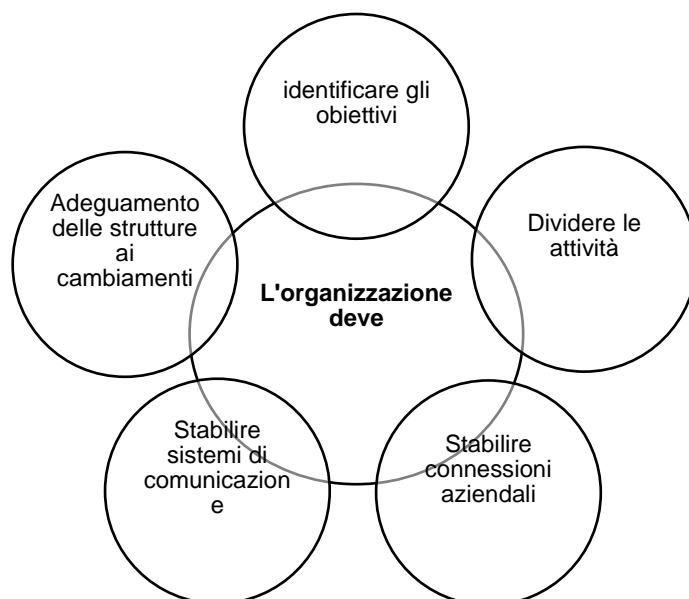 identificare gli
obiettivi
Dividere le
attività
Stabilire
connessioni
aziendali
Stabilire
sistemi di
comunicazion
e
Adeguamento
delle strutture
ai
cambiamenti
L'organizzazione
deve